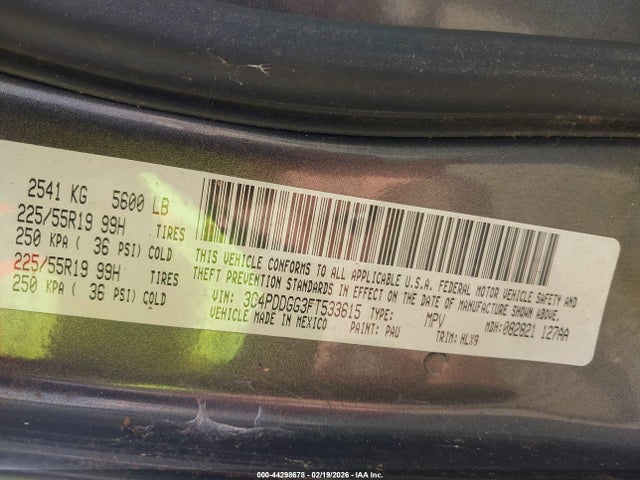 2541 KG 5600 LB
225/55R19 99H TIRES
250 KPA ( 36 PSI) COLD
225/55R19 99H TIRES
250 KPA ( 36 PSI) COLD
THIS VEHICLE CONFORMS TO ALL APPLICABLE U.S.A. FEDERAL MOTOR VEHICLE SAFETY AND
THEFT PREVENTION STANDARDS IN EFFECT ON THE DATE OF MANUFACTURE SHOWN ABOVE.
VIN: 3C4PDDGG3FT533615 TYPE: MPV MDH:082821 127AA
VEHICLE MADE IN MEXICO PAINT: PAU TRIM: HLX9
000-44298678 - 02/19/2026 - IAA Inc.